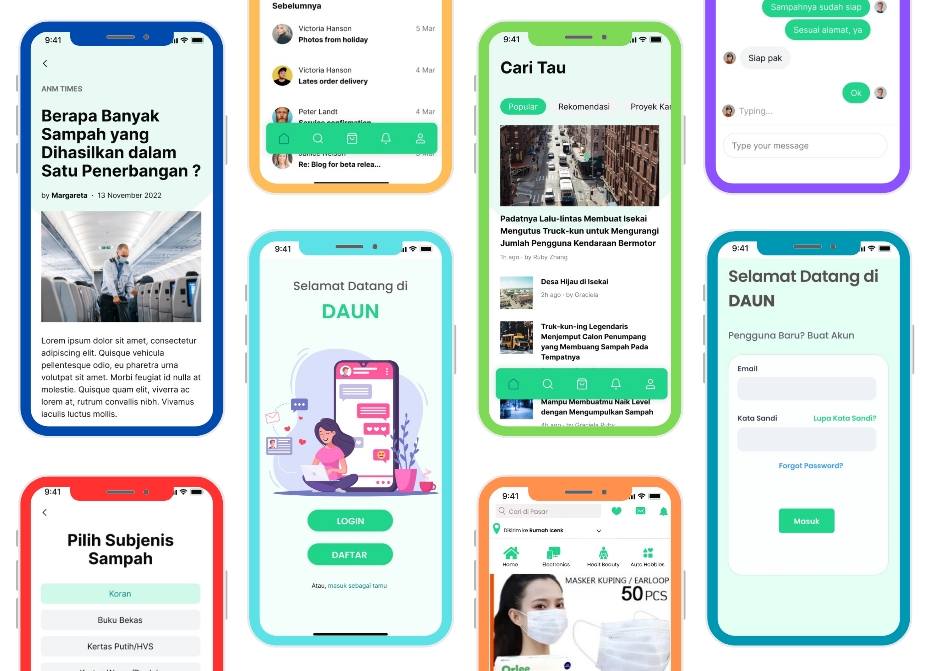 9:41
ANM TIMES
Berapa Banyak
Sampah yang
Dihasilkan dalam
Satu Penerbangan ?
by Margareta · 13 November 2022
Lorem ipsum dolor sit amet, consectetur
adipiscing elit. Quisque vehicula
pellentesque odio, eu pharetra urna
volutpat sit amet. Morbi feugiat id nulla at
molestie. Quisque quam elit, viverra ac
lorem at, rutrum convallis nibh. Vivamus
iaculis luctus mollis.
9:41
Pilih Subjenis
Sampah
Koran
Buku Bekas
Kertas Putih/HVS
Sebelumnya
Victoria Hanson 5 Mar
Photos from holiday
Victoria Hanson 4 Mar
Lates order delivery
Peter Landt 4 Mar
Re: Blog for beta relea...
9:41
Selamat Datang di
DAUN
LOGIN
DAFTAR
Atau, masuk sebagai tamu
9:41
Cari Tau
Popular Rekomendasi Proyek Kar
Padatnya Lalu-lintas Membuat Isekai
Mengutus Truck-kun untuk Mengurangi
Jumlah Pengguna Kendaraan Bermotor
1h ago · by Ruby Zhang
Desa Hijau di Isekai
2h ago · by Graciela
Truk-kun-ing Legendaris
Menjemput Calon Penumpang
yang Membuang Sampah Pada
Tempatnya
Mampu Membuatmu Naik Level
dengan Mengumpulkan Sampah
9:41
Cari di Pasar
Dikirim ke Rumah Isenk
Home Electronics Healt Beauty Auto Hobbies
MASKER KUPING / EARLOOP
50 PCS
Orlee
Sampahnya sudah siap
Sesuai alamat, ya
Siap pak
Ok
Typing...
Type your message
9:41
Selamat Datang di
DAUN
Pengguna Baru? Buat Akun
Email
Kata Sandi Lupa Kata Sandi?
Forgot Password?
Masuk